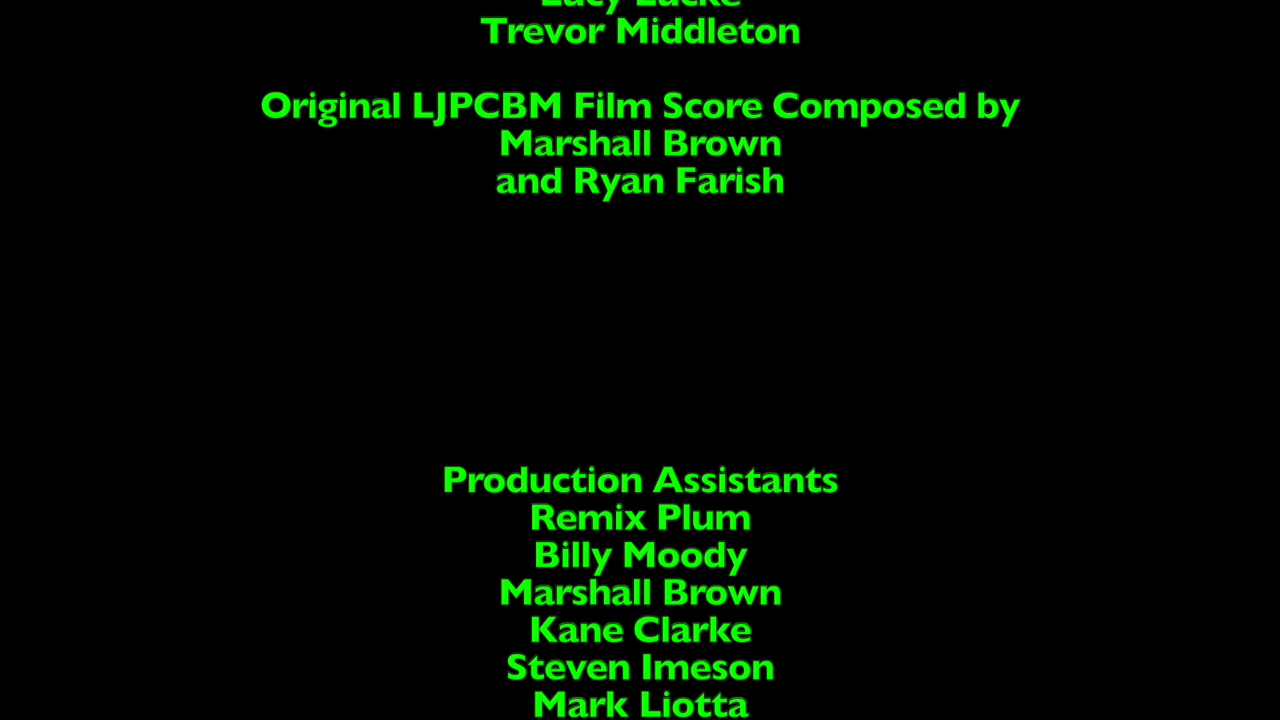 Trevor Middleton
Original LJPCBM Film Score Composed by
Marshall Brown
and Ryan Farish
Production Assistants
Remix Plum
Billy Moody
Marshall Brown
Kane Clarke
Steven Imeson
Mark Liotta